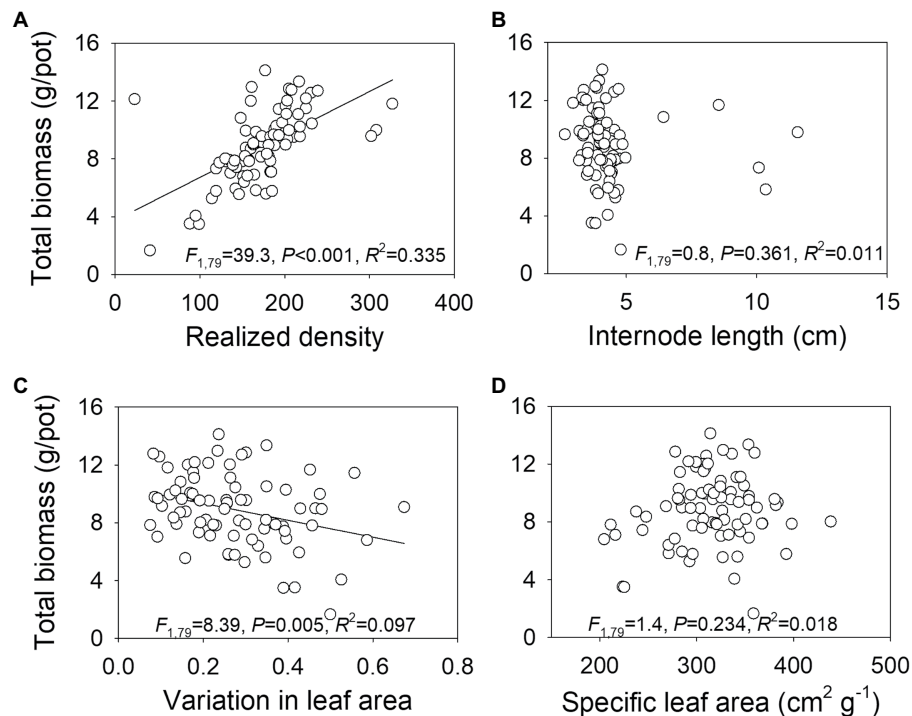 A
B
16
12
8
4
0
Total biomass (g/pot)
F1,79=39.3, P<0.001, R2=0.335
0
100
200
300
400
Realized density
16
12
8
4
0
F1,79=0.8, P=0.361, R2=0.011
5
10
15
Internode length (cm)
C
D
16
12
8
4
0
Total biomass (g/pot)
F1,79=8.39, P=0.005, R2=0.097
0.0
0.2
0.4
0.6
0.8
Variation in leaf area
16
12
8
4
0
F1,79=1.4, P=0.234, R2=0.018
200
300
400
500
Specific leaf area (cm2 g-1)